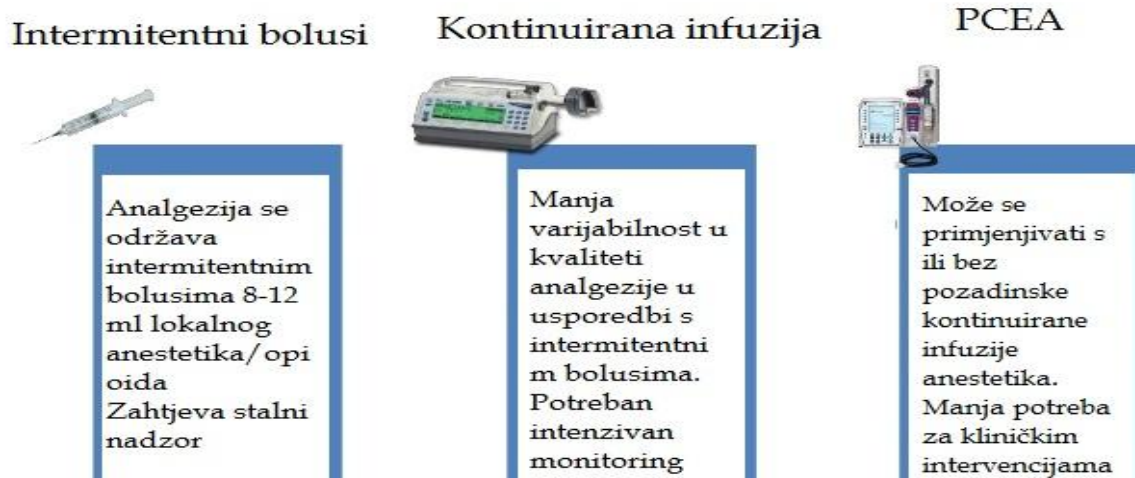 Intermitentni bolusi
Kontinuirana infuzija
PCEA
Analgezija se
održava
intermitentnim
bolusima 8-12
ml lokalnog
anestetika/opi
oida
Zahtjeva stalni
nadzor
Manja
varijabilnost u
kvaliteti
analgezije u
usporedbi s
intermitentni
m bolusima.
Potreban
intenzivan
monitoring
Može se
primjenjivati s
ili bez
pozadinske
kontinuirane
infuzije
anestetika.
Manja potreba
za kliničkim
intervencijama